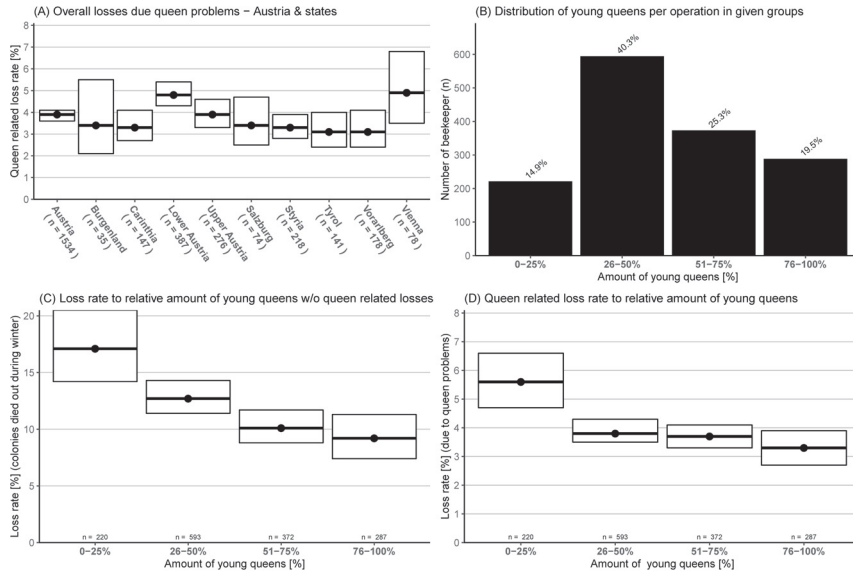 (A) Overall losses due queen problems − Austria & states
Queen related loss rate [%]
8
7
6
5
4
3
2
1
0
Austria
( n = 1534 )
Burgenland
( n = 35 )
Carinthia
( n = 147 )
Lower Austria
( n = 387 )
Upper Austria
( n = 276 )
Salzburg
( n = 74 )
Styria
( n = 218 )
Tyrol
( n = 141 )
Vorarlberg
( n = 178 )
Vienna
( n = 78 )
(B) Distribution of young queens per operation in given groups
Number of beekeeper (n)
600
500
400
300
200
100
0
14.9%
40.3%
25.3%
19.5%
0−25%
26−50%
51−75%
76−100%
Amount of young queens [%]
(C) Loss rate to relative amount of young queens w/o queen related losses
Loss rate [%] (colonies died out during winter)
20
15
10
5
0
n = 220
n = 593
n = 372
n = 287
0−25%
26−50%
51−75%
76−100%
Amount of young queens [%]
(D) Queen related loss rate to relative amount of young queens
Loss rate [%] (due to queen problems)
8
7
6
5
4
3
2
1
0
n = 220
n = 593
n = 372
n = 287
0−25%
26−50%
51−75%
76−100%
Amount of young queens [%]